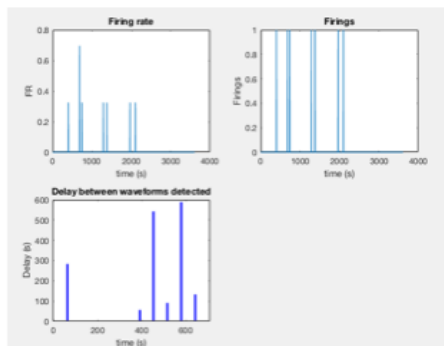 Firing rate
0.8
0.6
0.4
0.2
0
FR
0 1000 2000 3000 4000
time (s)
Firings
1
0.8
0.6
0.4
0.2
0
Firings
0 1000 2000 3000 4000
time (s)
Delay between waveforms detected
600
500
400
300
200
100
0
Delay (s)
0 200 400 600
time (s)